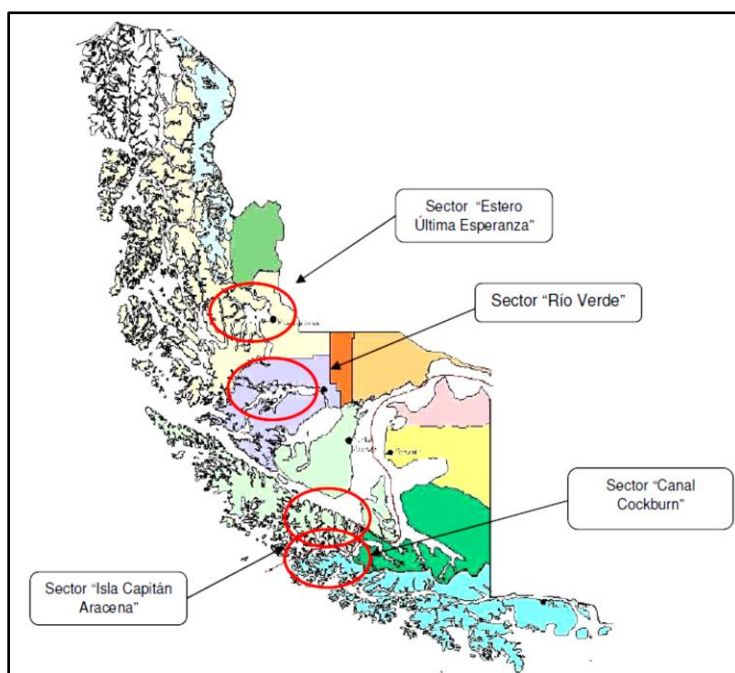 Sector “Estero
Última Esperanza”
Sector “Río Verde”
Sector “Canal
Cockburn”
Sector “Isla Capitán
Aracena”